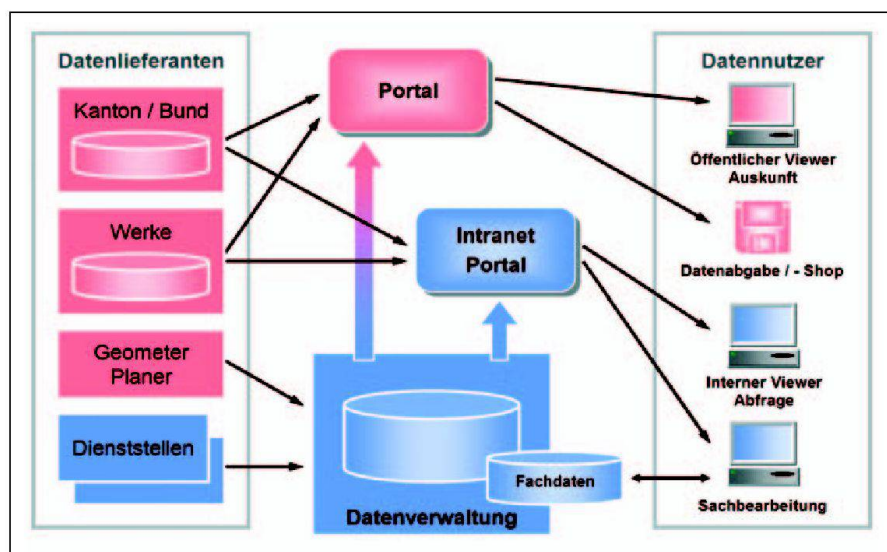 Datenlieferanten
Kanton / Bund
Werke
Geometer
Planer
Dienststellen
Portal
Intranet
Portal
Fachdaten
Datenverwaltung
Datennutzer
Öffentlicher Viewer
Auskunft
Datenabgabe / - Shop
Interner Viewer
Abfrage
Sachbearbeitung